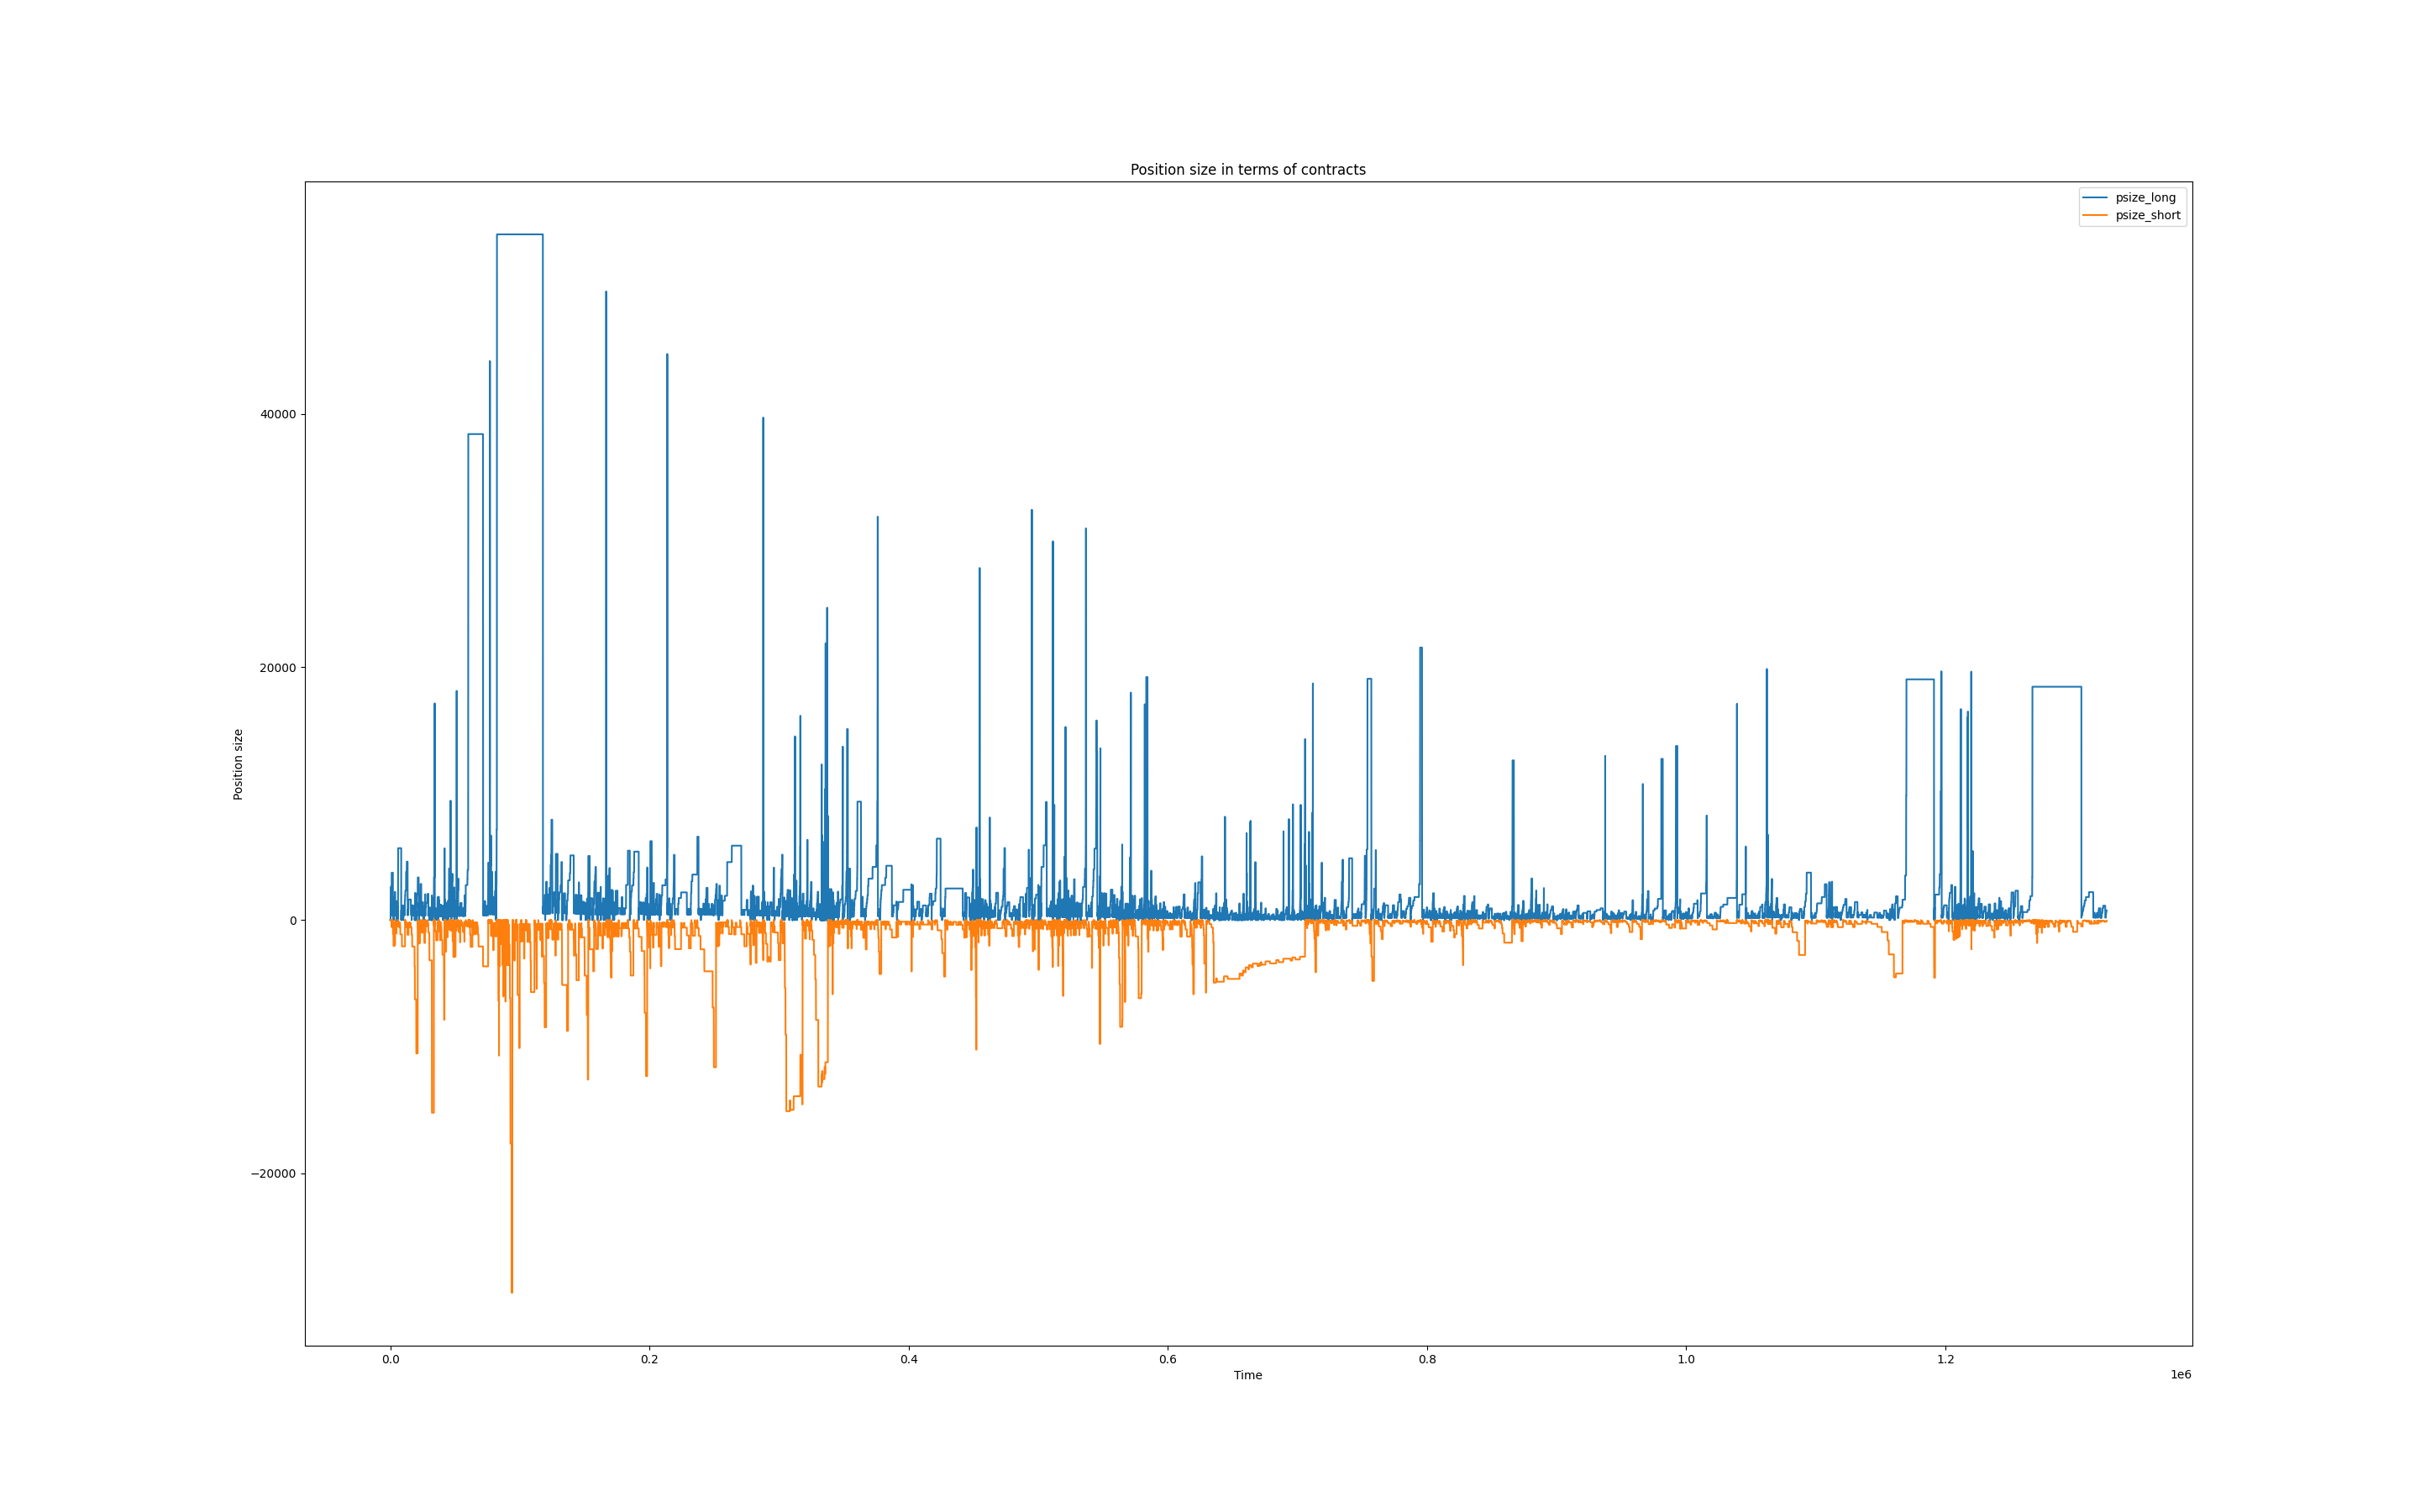 Position size in terms of contracts
psize_long
psize_short
40000
20000
0
−20000
Position size
0.0
0.2
0.4
0.6
0.8
1.0
1.2
1e6
Time